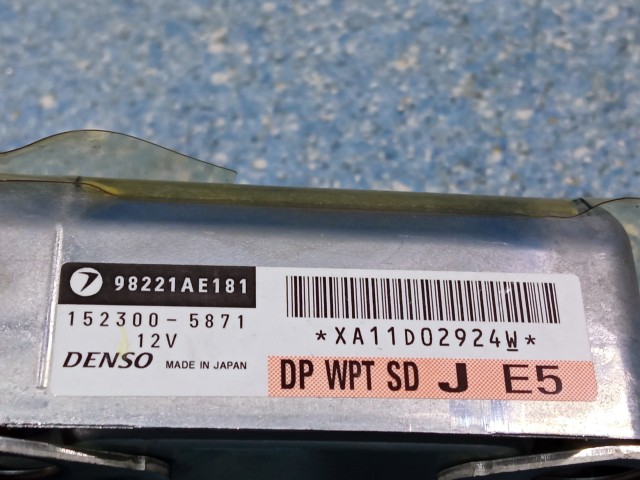 98221AE181
152300-5871
12V
DENSO MADE IN JAPAN
*XA11D02924W*
DP WPT SD J E5